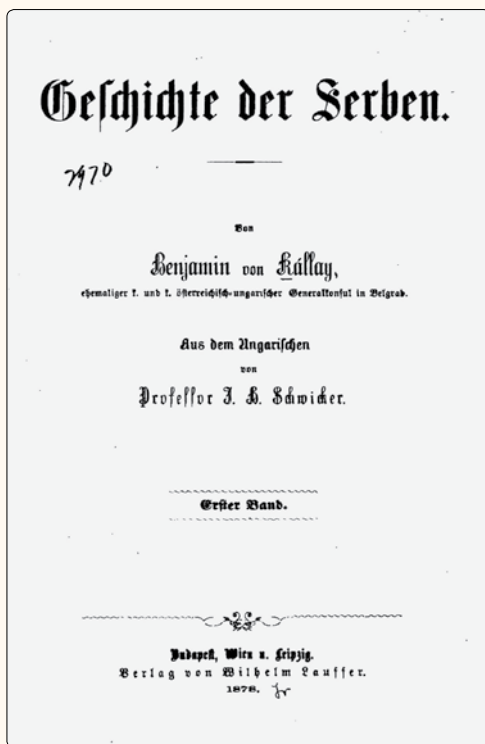 Geschichte der Serben.
2970
Von
Benjamin von Kállay,
ehemaliger k. und k. österreichisch-ungarischer Generalkonsul in Belgrad.
Aus dem Ungarischen
von
Professor J. H. Schwicker.
Erster Band.
Budapest, Wien u. Leipzig.
Verlag von Wilhelm Lauffer.
1878.